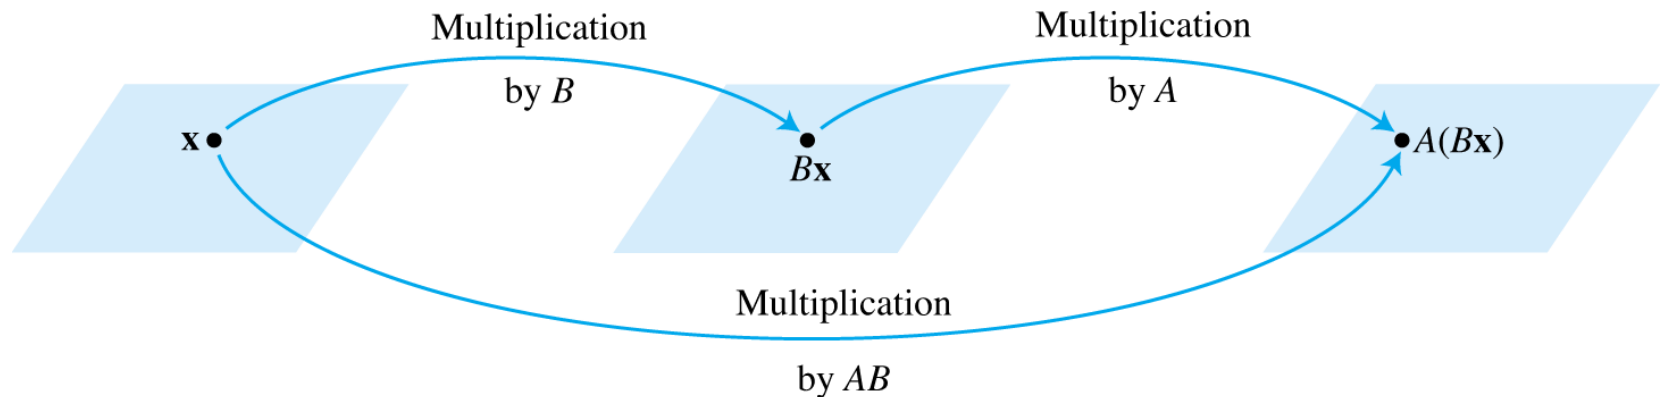 Multiplication
by B
Multiplication
by A
x
Bx
A(Bx)
Multiplication
by AB